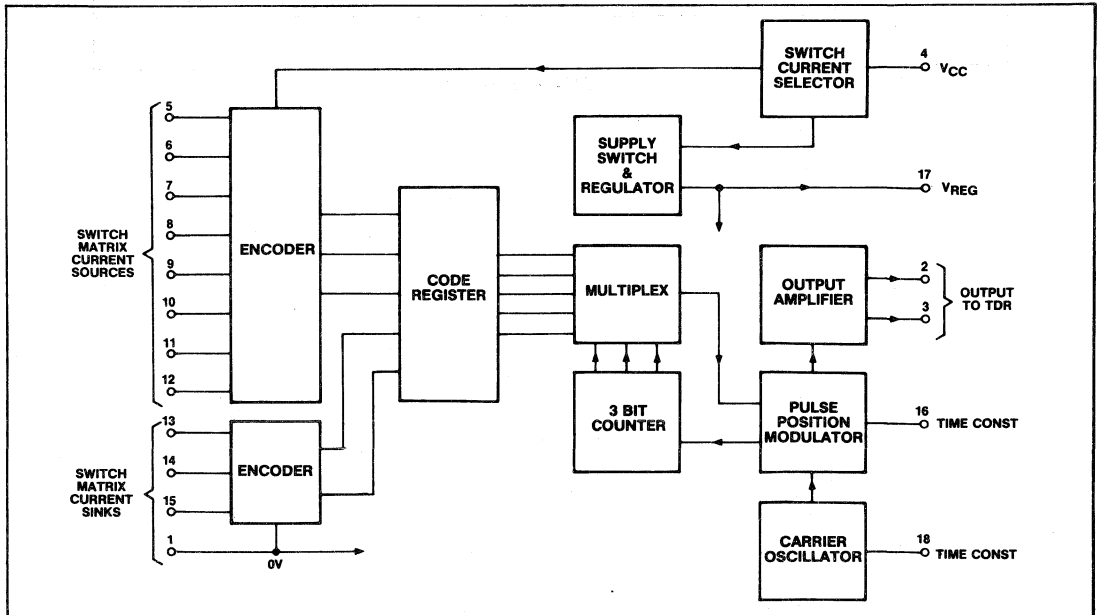 SWITCH
CURRENT
SELECTOR
4
VCC
5
6
7
8
9
10
11
12
SWITCH
MATRIX
CURRENT
SOURCES
ENCODER
SUPPLY
SWITCH
&
REGULATOR
17
VREG
CODE
REGISTER
MULTIPLEX
OUTPUT
AMPLIFIER
2
3
OUTPUT
TO TDR
3 BIT
COUNTER
PULSE
POSITION
MODULATOR
16
TIME CONST
13
14
15
1
SWITCH
MATRIX
CURRENT
SINKS
ENCODER
0V
CARRIER
OSCILLATOR
18
TIME CONST